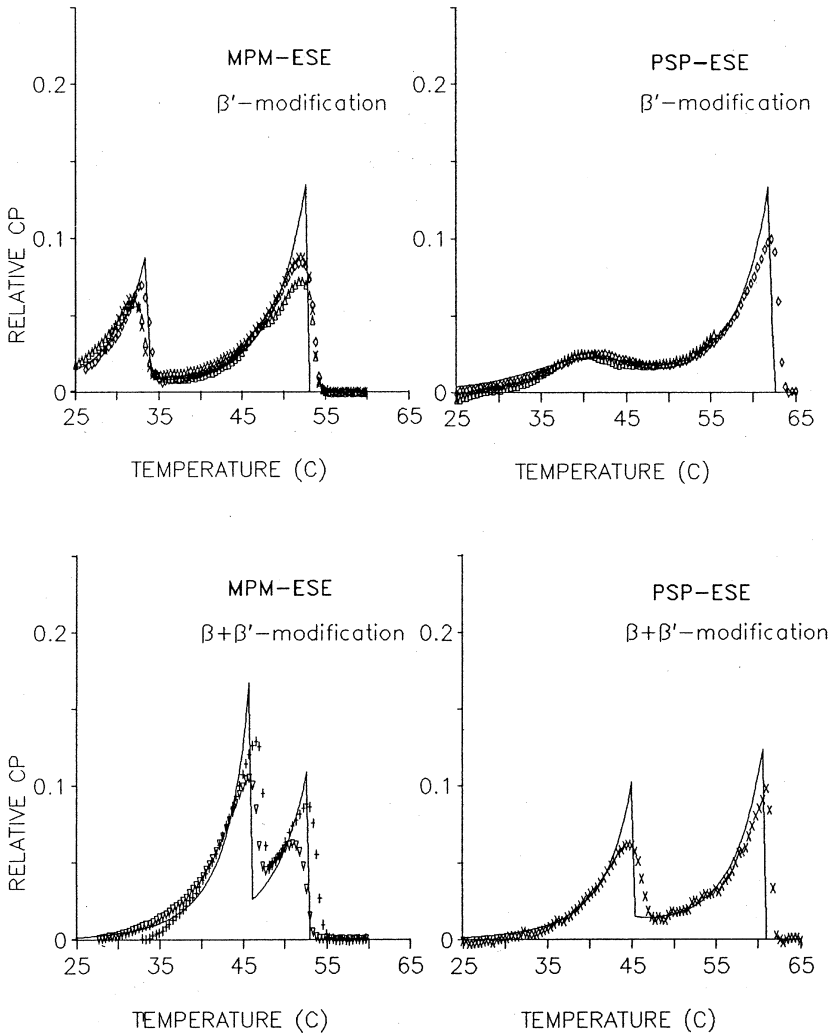 MPM-ESE
β'-modification
0.2
0.1
0
RELATIVE CP
25 35 45 55 65
TEMPERATURE (C)
PSP-ESE
β'-modification
0.2
0.1
0
25 35 45 55 65
TEMPERATURE (C)
MPM-ESE
β+β'-modification
0.2
0.1
0
RELATIVE CP
25 35 45 55 65
TEMPERATURE (C)
PSP-ESE
β+β'-modification
0.2
0.1
0
25 35 45 55 65
TEMPERATURE (C)